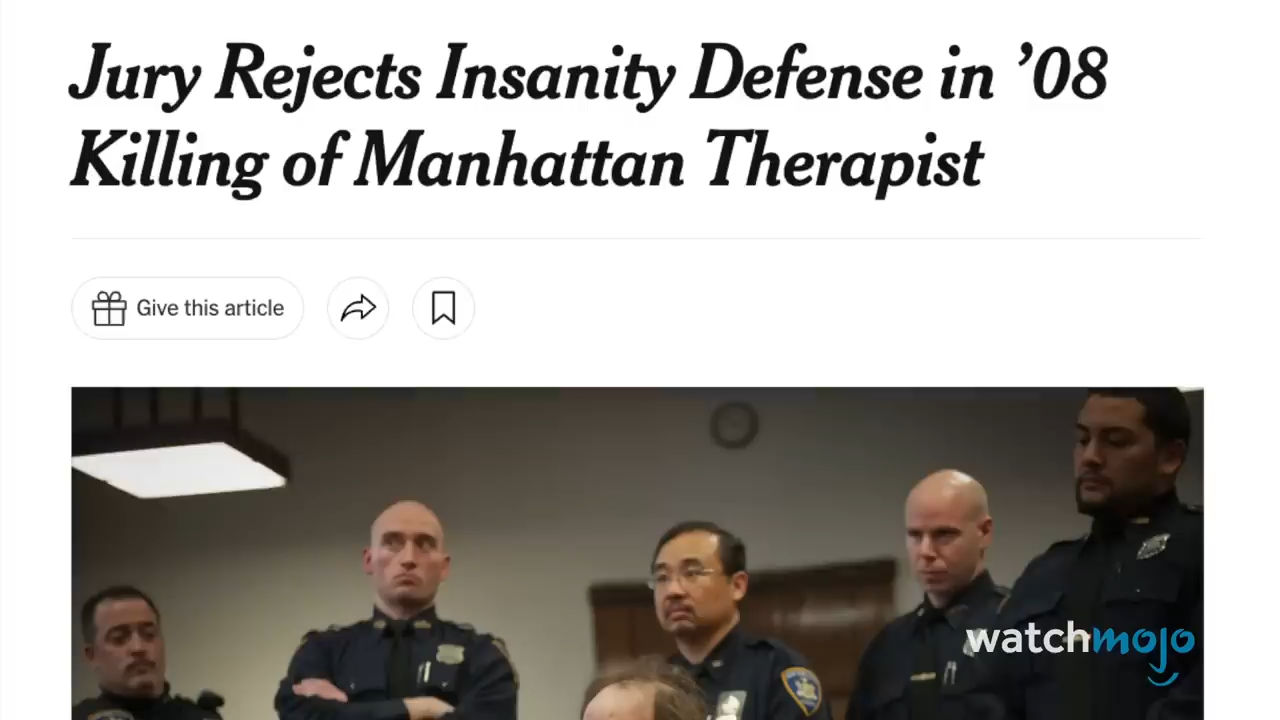 Jury Rejects Insanity Defense in ’08
Killing of Manhattan Therapist
Give this article
watchmojo